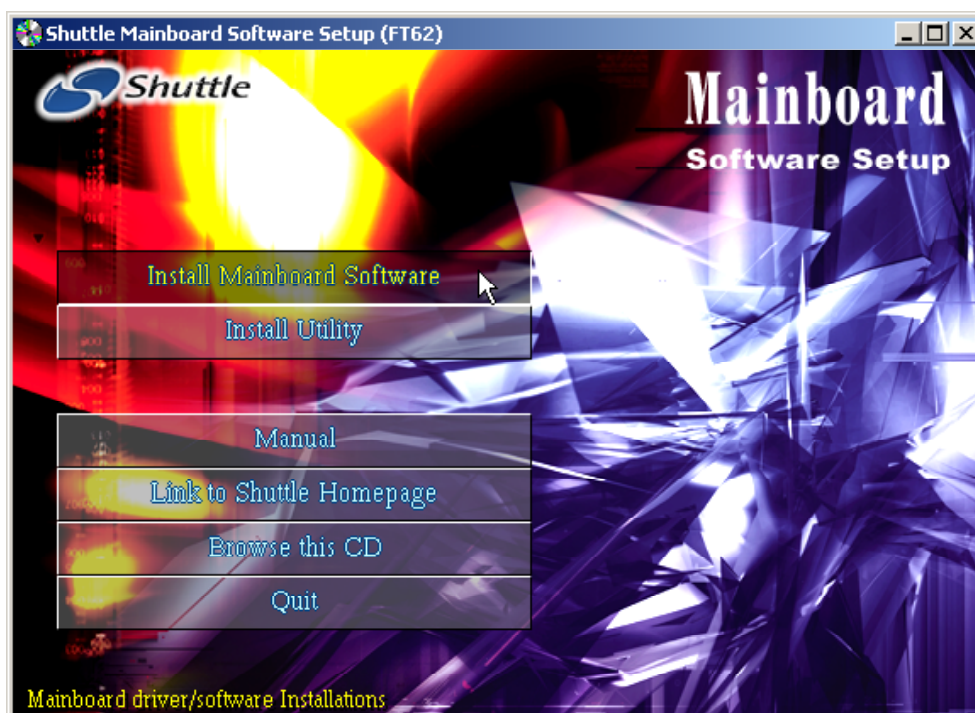 Shuttle Mainboard Software Setup (FT62)
Shuttle
Mainboard
Software Setup
Install Mainboard Software
Install Utility
Manual
Link to Shuttle Homepage
Browse this CD
Quit
Mainboard driver/software Installations